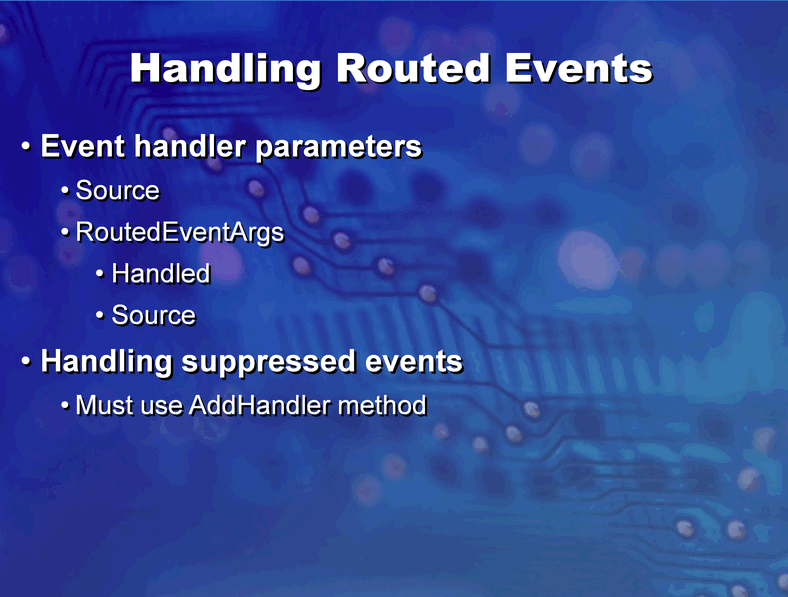 Handling Routed Events
• Event handler parameters
• Source
• RoutedEventArgs
• Handled
• Source
• Handling suppressed events
• Must use AddHandler method